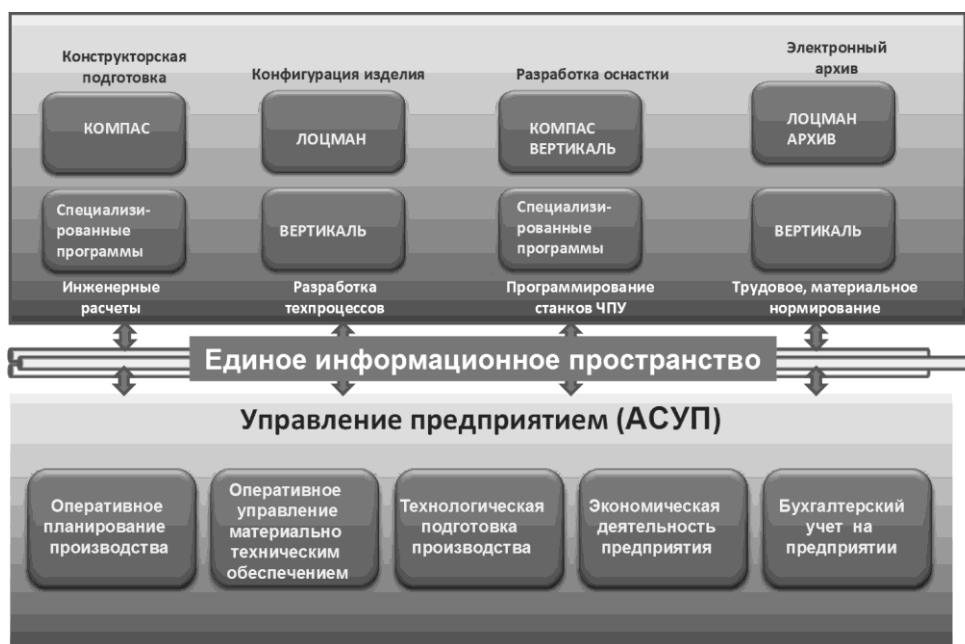 Конструкторская
подготовка
КОМПАС
Специализи-
рованные
программы
Инженерные
расчеты
Конфигурация изделия
ЛОЦМАН
ВЕРТИКАЛЬ
Разработка
техпроцессов
Разработка оснастки
КОМПАС
ВЕРТИКАЛЬ
Специализи-
рованные
программы
Программирование
станков ЧПУ
Электронный
архив
ЛОЦМАН
АРХИВ
ВЕРТИКАЛЬ
Трудовое, материальное
нормирование
Единое информационное пространство
Управление предприятием (АСУП)
Оперативное
планирование
производства
Оперативное
управление
материально
техническим
обеспечением
Технологическая
подготовка
производства
Экономическая
деятельность
предприятия
Бухгалтерский
учет на
предприятии